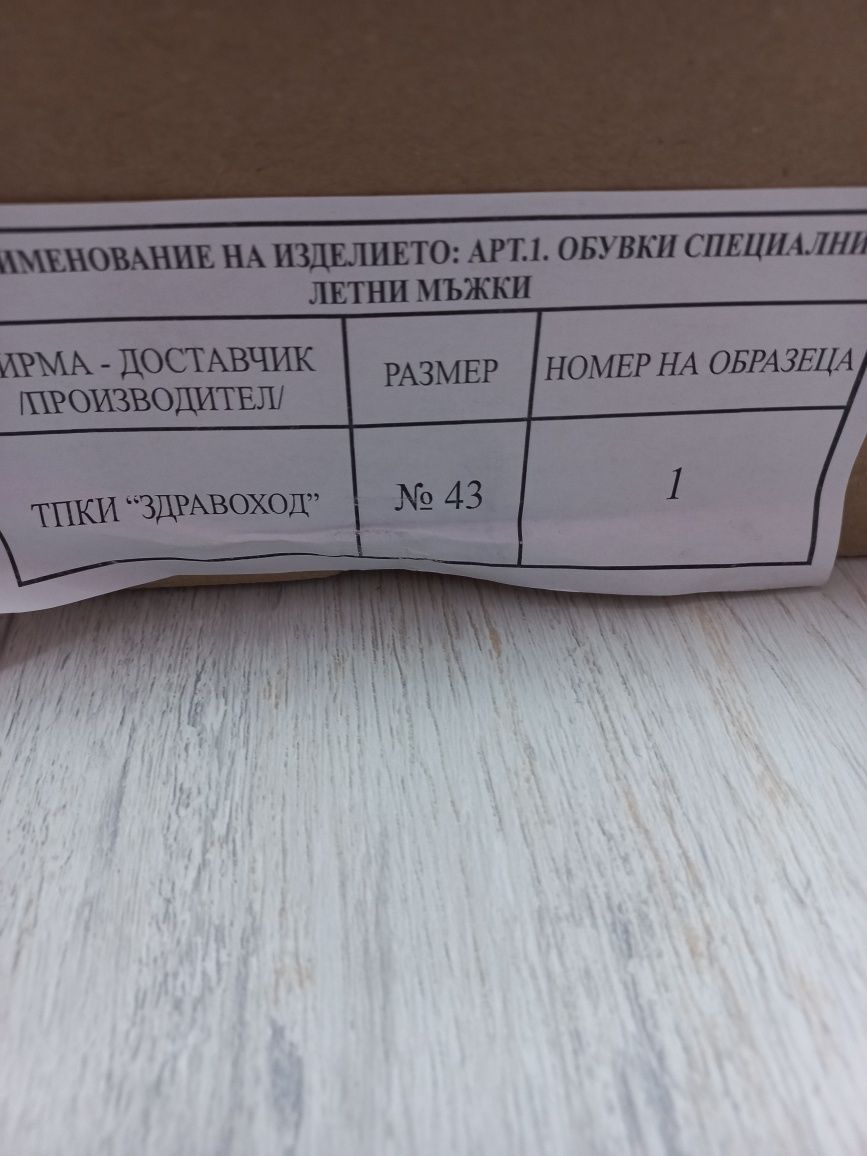 ИМЕНОВАНИЕ НА ИЗДЕЛИЕТО: АРТ.1. ОБУВКИ СПЕЦИАЛНИ
ЛЕТНИ МЪЖКИ
ИРМА - ДОСТАВЧИК
/ПРОИЗВОДИТЕЛ/
РАЗМЕР
НОМЕР НА ОБРАЗЕЦА
ТПКИ “ЗДРАВОХОД”
№ 43
1